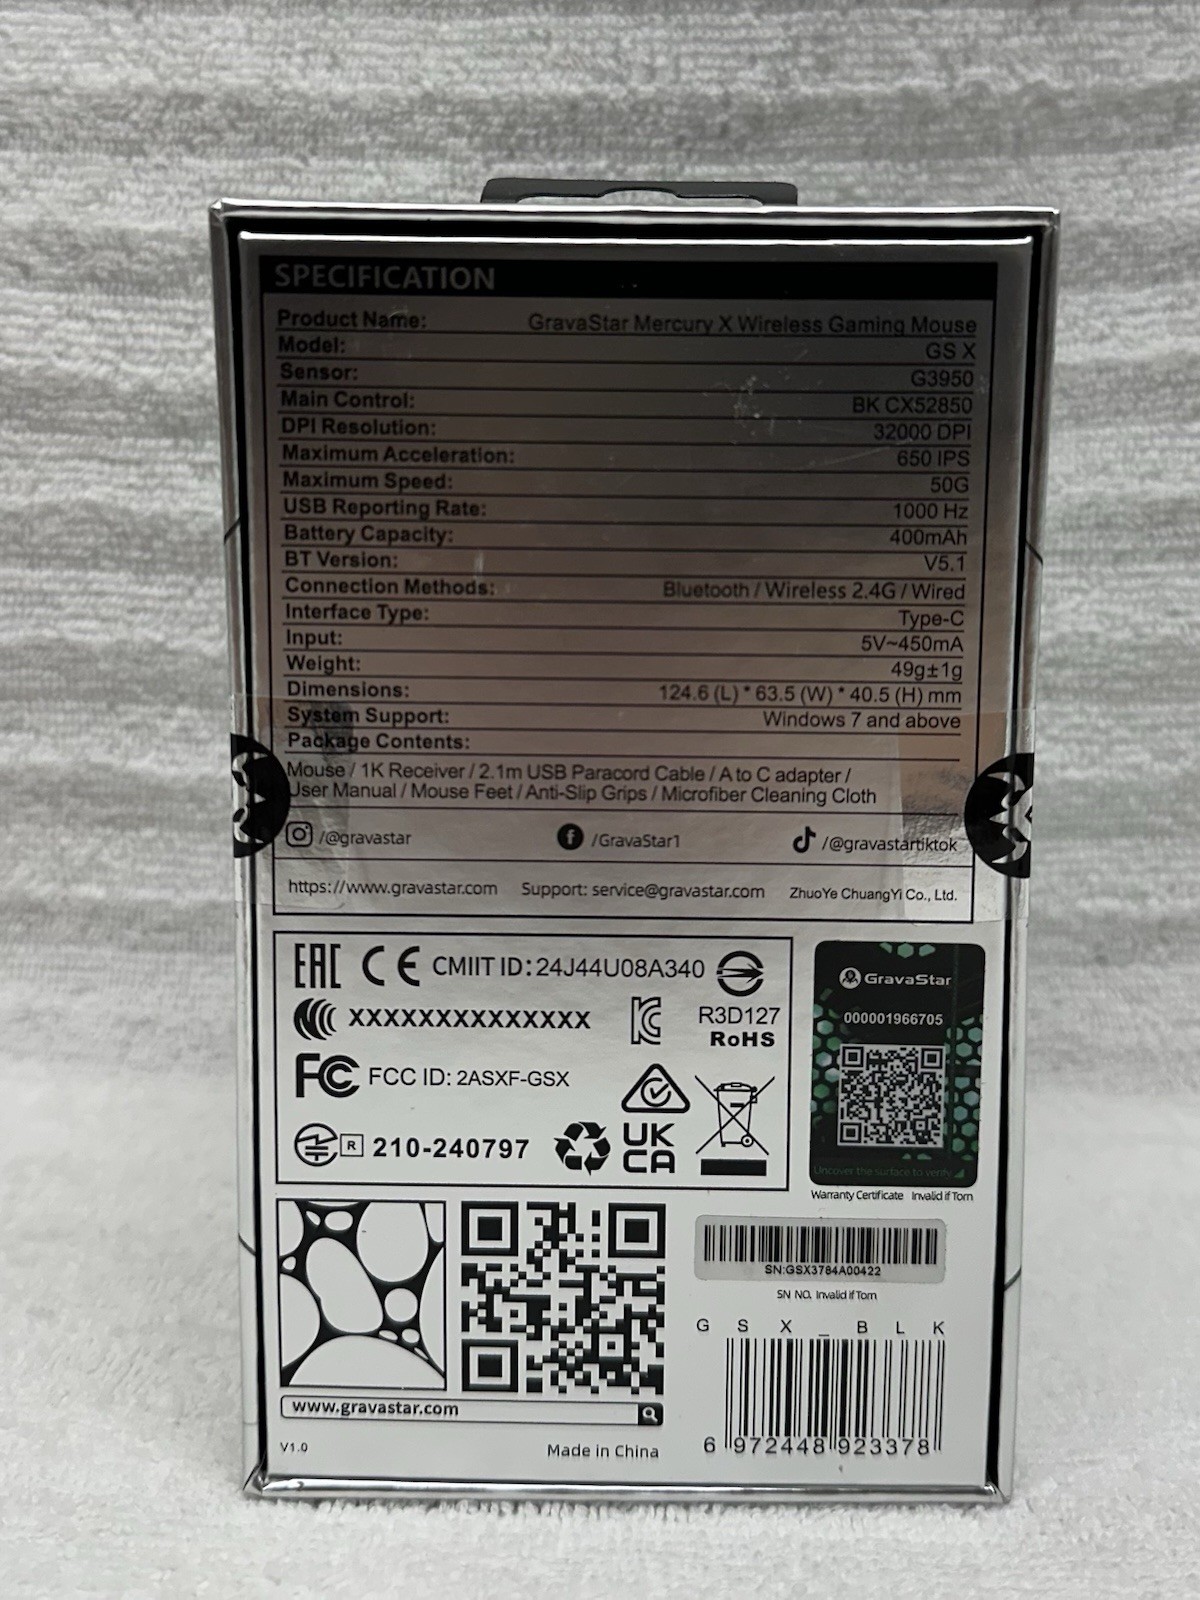 SPECIFICATION
Product Name: GravaStar Mercury X Wireless Gaming Mouse
Model: GS X
Sensor: G3950
Main Control: BK CX52850
DPI Resolution: 32000 DPI
Maximum Acceleration: 650 IPS
Maximum Speed: 50G
USB Reporting Rate: 1000 Hz
Battery Capacity: 400mAh
BT Version: V5.1
Connection Methods: Bluetooth / Wireless 2.4G / Wired
Interface Type: Type-C
Input: 5V~450mA
Weight: 49g±1g
Dimensions: 124.6 (L) * 63.5 (W) * 40.5 (H) mm
System Support: Windows 7 and above
Package Contents:
Mouse / 1K Receiver / 2.1m USB Paracord Cable / A to C adapter /
User Manual / Mouse Feet / Anti-Slip Grips / Microfiber Cleaning Cloth
/@gravastar /GravaStar1 /@gravastartiktok
https://www.gravastar.com Support: service@gravastar.com ZhuoYe ChuangYi Co., Ltd.
EAC CE CMIIT ID: 24J44U08A340
XXXXXXXXXXXXXX R3D127
RoHS
FC FCC ID: 2ASXF-GSX
R 210-240797 UK
CA
GravaStar
000001966705
Uncover the surface to verify
Warranty Certificate Invalid if Torn
SN:GSX3784A00422
SN NO. Invalid if Torn
GSX_BLK
6 972448 923378
www.gravastar.com
V1.0 Made in China